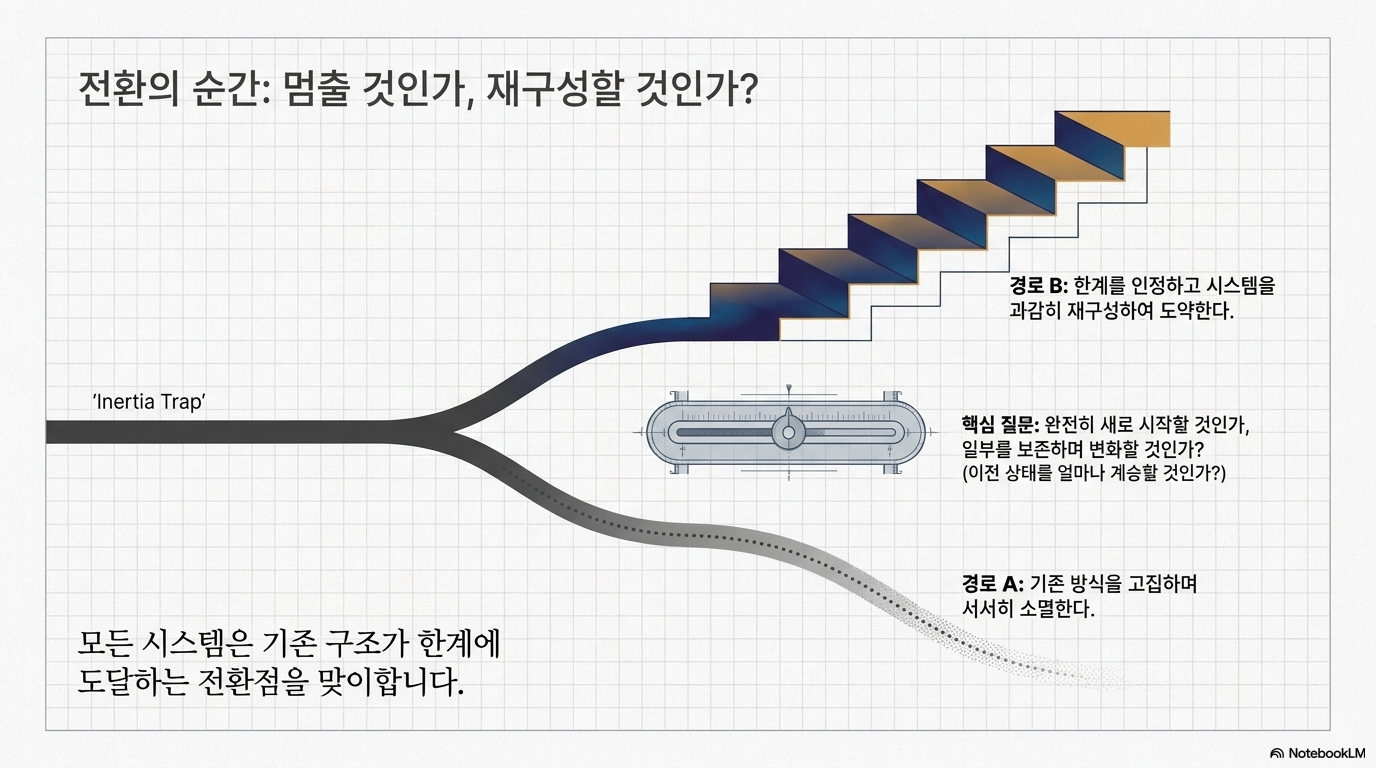 전환의 순간: 멈출 것인가, 재구성할 것인가?
경로 B: 한계를 인정하고 시스템을
과감히 재구성하여 도약한다.
'Inertia Trap'
핵심 질문: 완전히 새로 시작할 것인가,
일부를 보존하며 변화할 것인가?
(이전 상태를 얼마나 계승할 것인가?)
경로 A: 기존 방식을 고집하며
서서히 소멸한다.
모든 시스템은 기존 구조가 한계에
도달하는 전환점을 맞이합니다.
NotebookLM